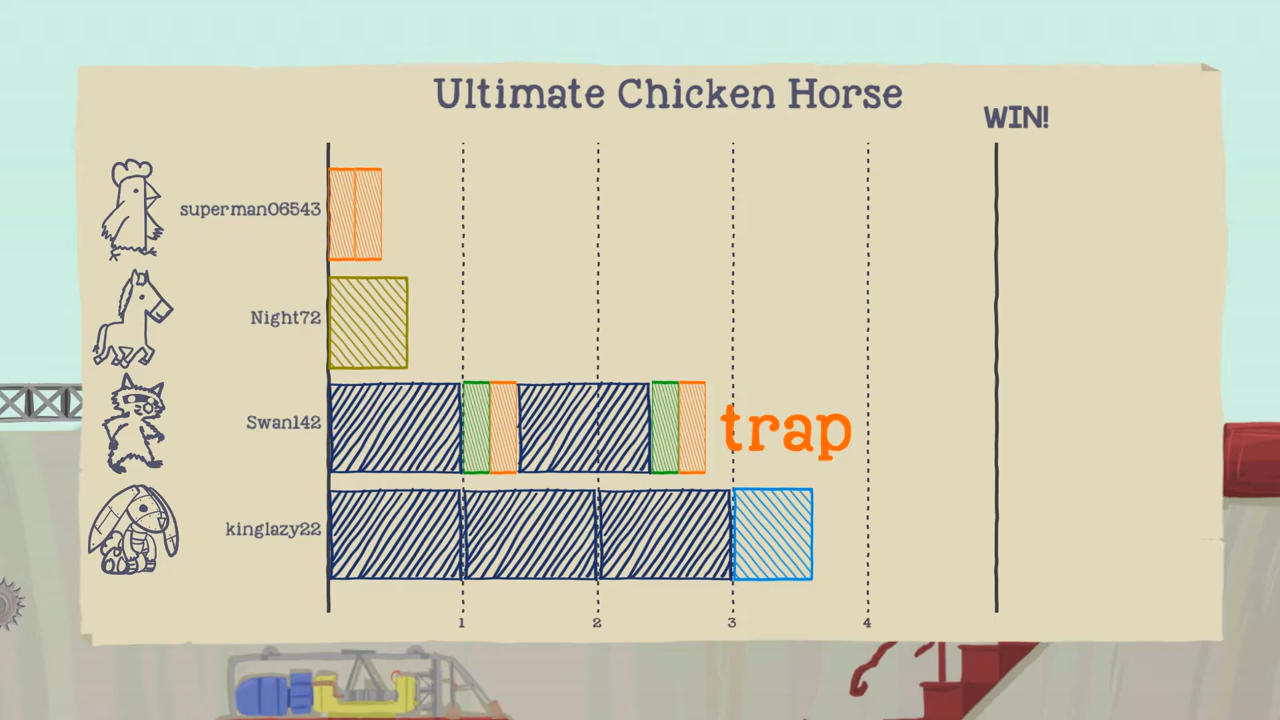 Ultimate Chicken Horse
WIN!
superman06543
Night72
Swan142
trap
kinglazy22
1 2 3 4